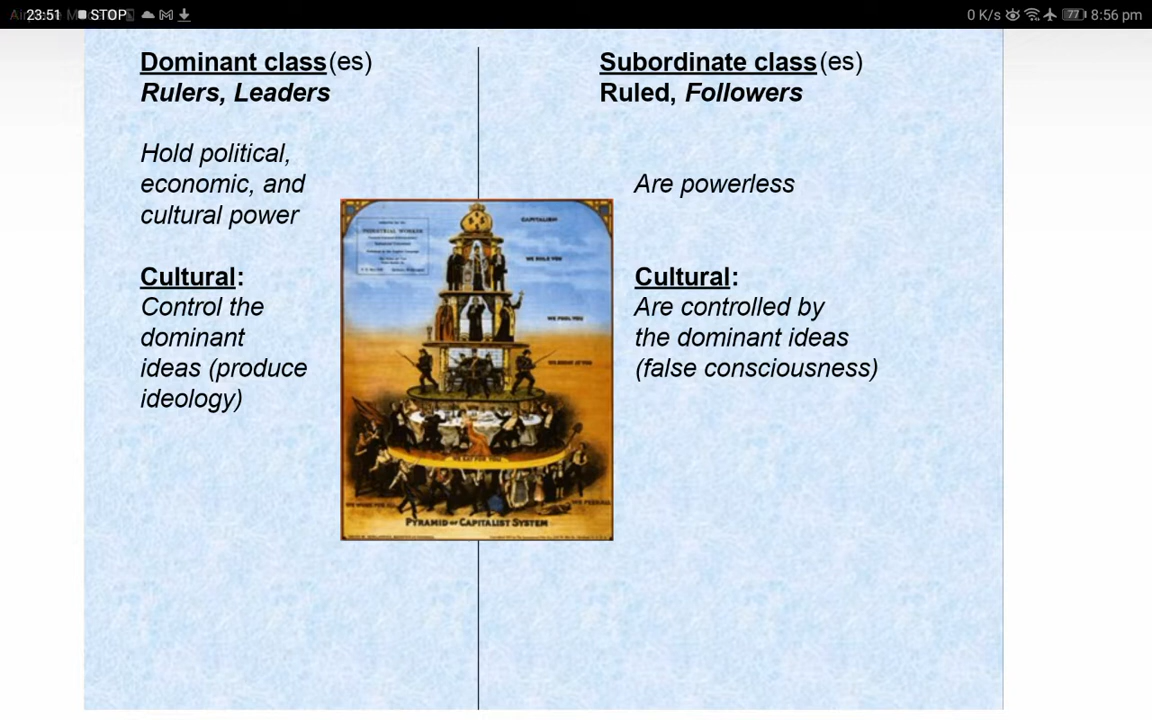 23:51 STOP
0 K/s 77 8:56 pm
Dominant class(es)
Rulers, Leaders
Hold political,
economic, and
cultural power
Cultural:
Control the
dominant
ideas (produce
ideology)
CAPITALISM
INDUSTRIAL WORKER
WE RULE YOU
WE FOOL YOU
WE SHOOT AT YOU
WE EAT FOR YOU
WE WORK FOR ALL
WE FEED ALL
PYRAMID OF CAPITALIST SYSTEM
Subordinate class(es)
Ruled, Followers
Are powerless
Cultural:
Are controlled by
the dominant ideas
(false consciousness)